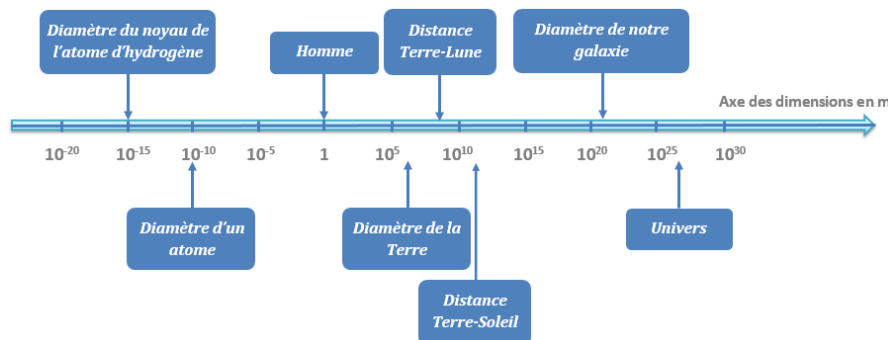 Diamètre du noyau de
l'atome d'hydrogène
Homme
Distance
Terre-Lune
Diamètre de notre
galaxie
Axe des dimensions en m
10⁻²⁰ 10⁻¹⁵ 10⁻¹⁰ 10⁻⁵ 1 10⁵ 10¹⁰ 10¹⁵ 10²⁰ 10²⁵ 10³⁰
Diamètre d'un
atome
Diamètre de la
Terre
Univers
Distance
Terre-Soleil